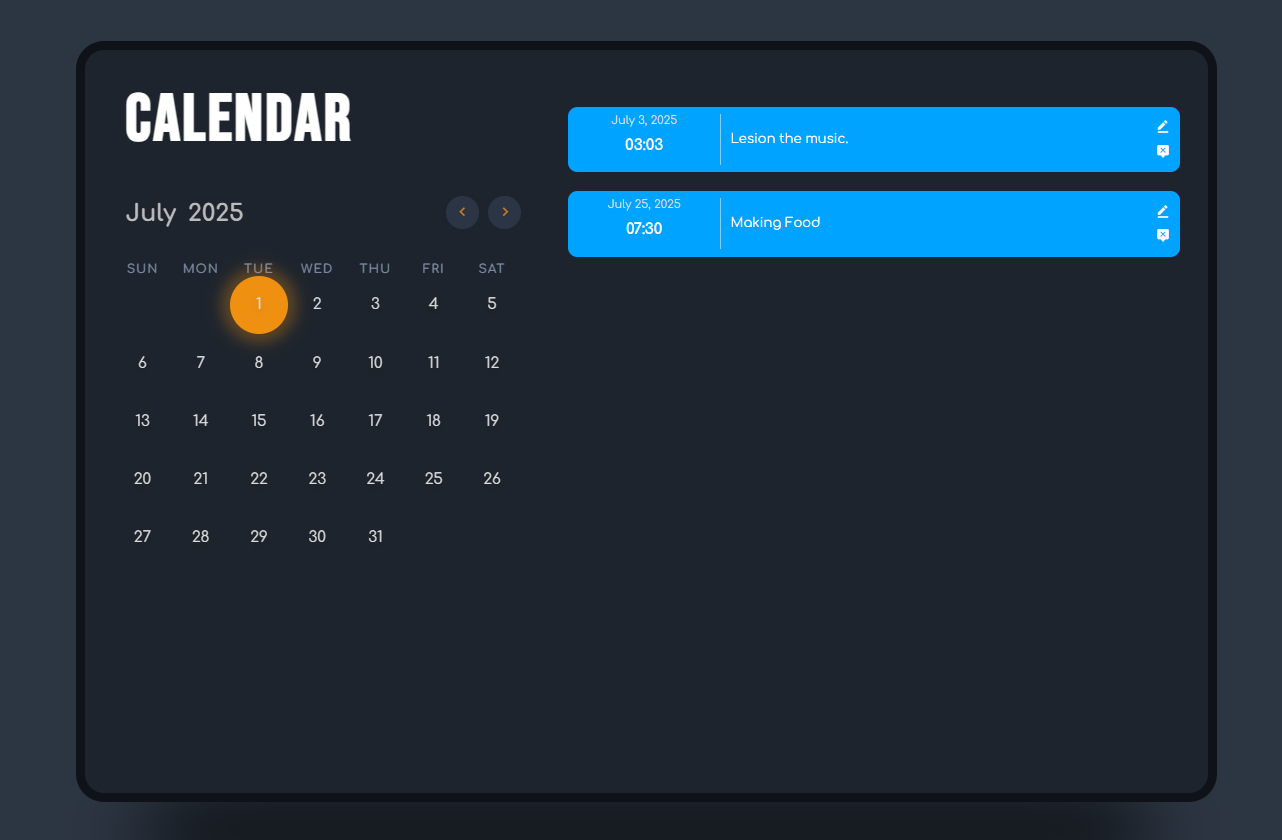 CALENDAR
July 2025
SUN MON TUE WED THU FRI SAT
1 2 3 4 5
6 7 8 9 10 11 12
13 14 15 16 17 18 19
20 21 22 23 24 25 26
27 28 29 30 31
July 3, 2025
03:03
Lesion the music.
July 25, 2025
07:30
Making Food